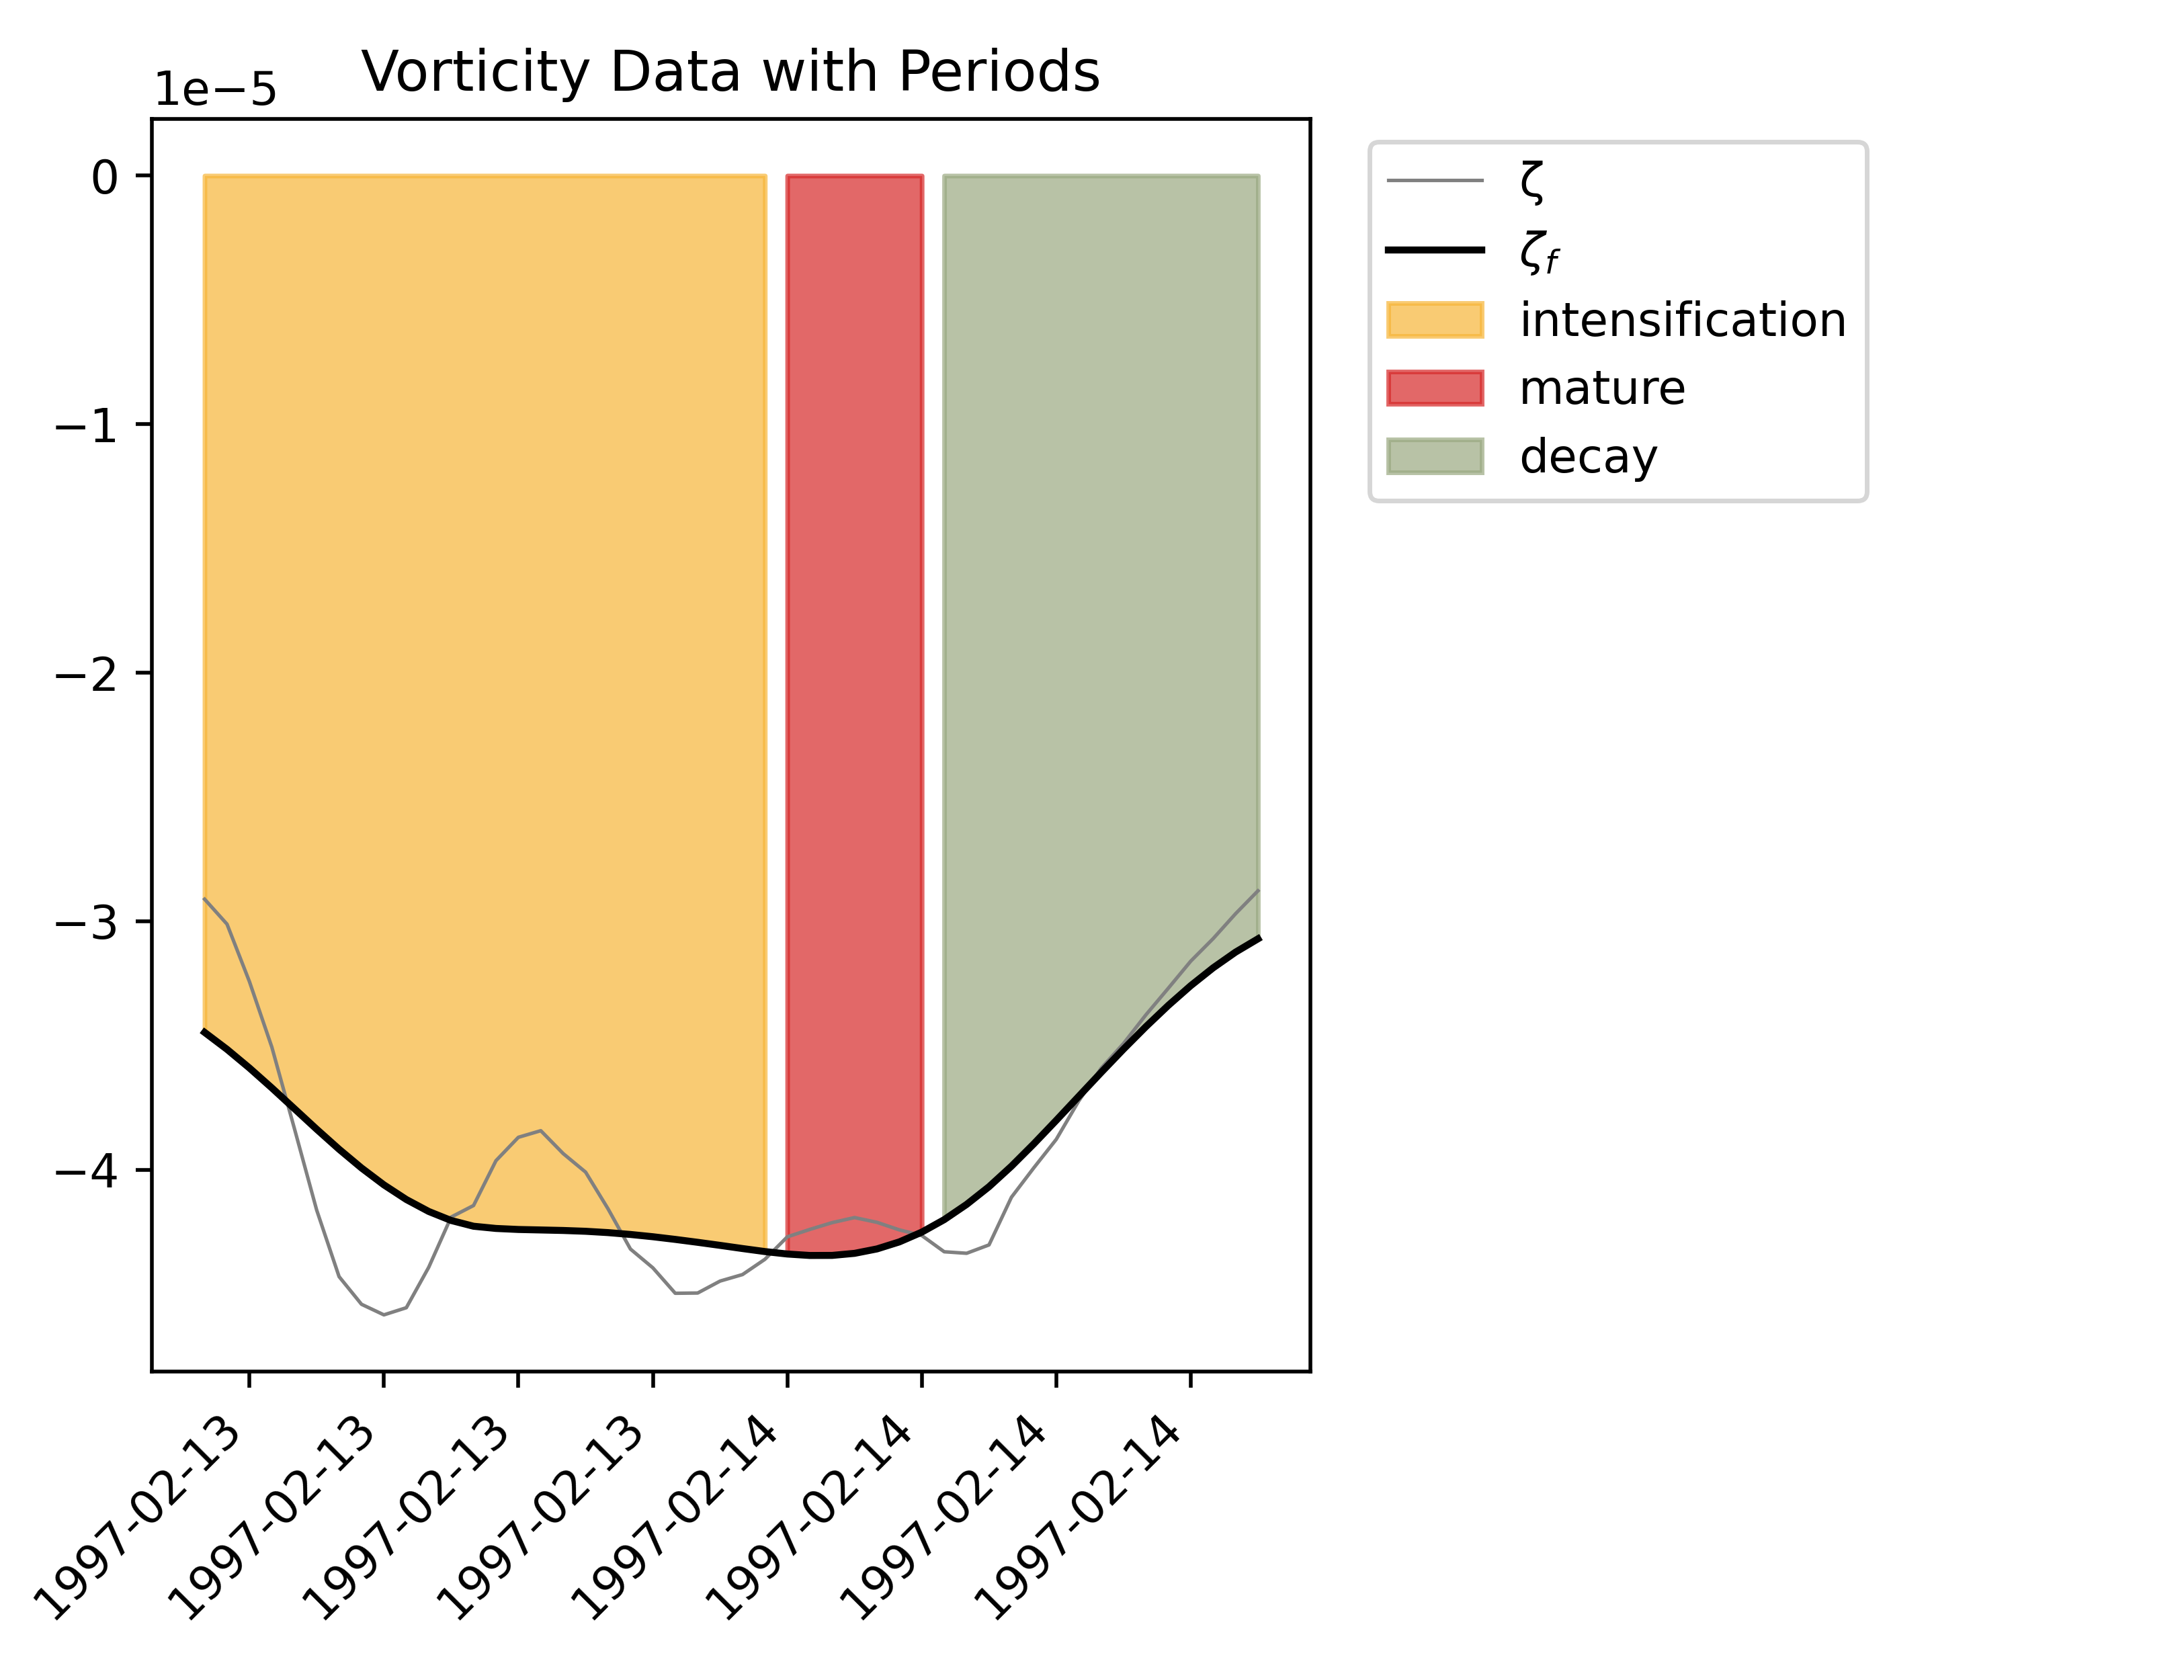 Vorticity Data with Periods
1e−5
0
−1
−2
−3
−4
1997-02-13
1997-02-13
1997-02-13
1997-02-13
1997-02-14
1997-02-14
1997-02-14
1997-02-14
ζ
ζf
intensification
mature
decay